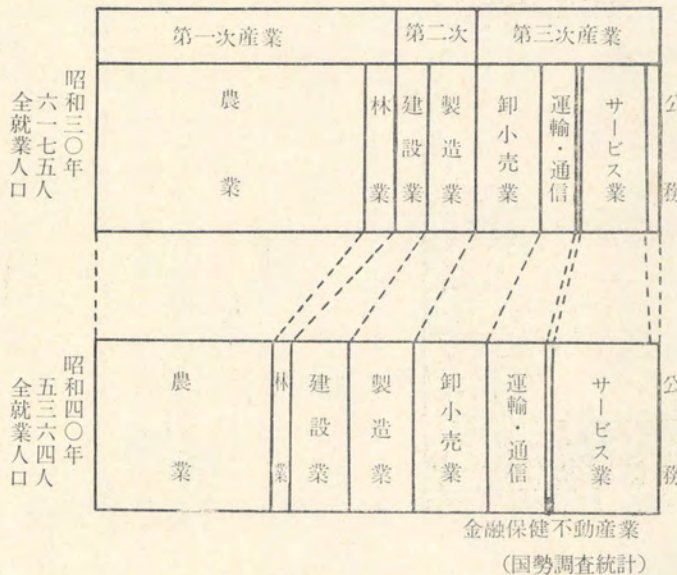 第一次産業
第二次
第三次産業
昭和三〇年
六一七五人
全就業人口
農業
林業
建設業
製造業
卸小売業
運輸・通信
サービス業
公務
昭和四〇年
五三六四人
全就業人口
農業
林業
建設業
製造業
卸小売業
運輸・通信
サービス業
公務
金融保健不動産業
(国勢調査統計)